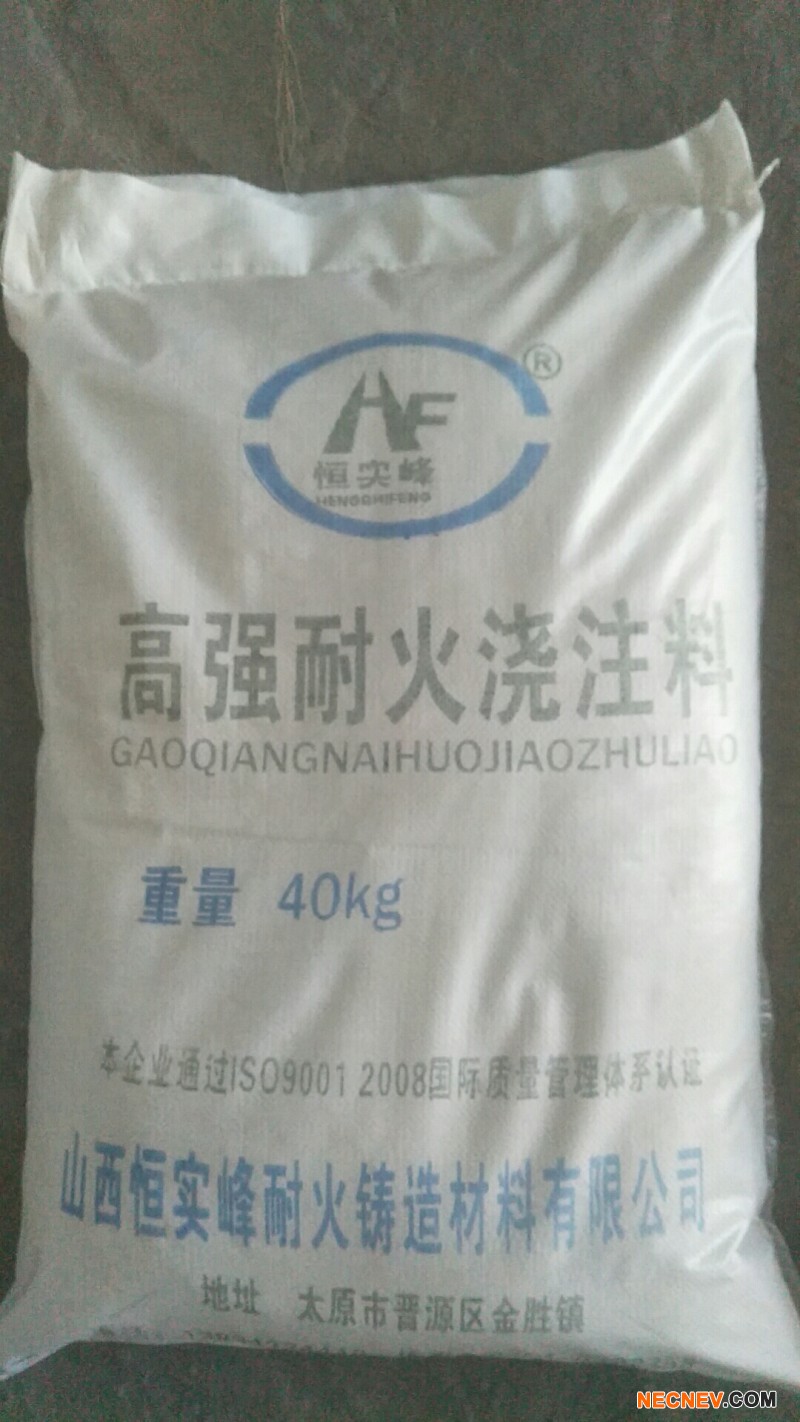 HF
®
恒实峰
HENGSHIFENG
高强耐火浇注料
GAOQIANGNAIHUOJIAOZHULIAO
重量 40kg
本企业通过ISO9001 2008国际质量管理体系认证
山西恒实峰耐火铸造材料有限公司
地址 太原市晋源区金胜镇
NECNEV.COM